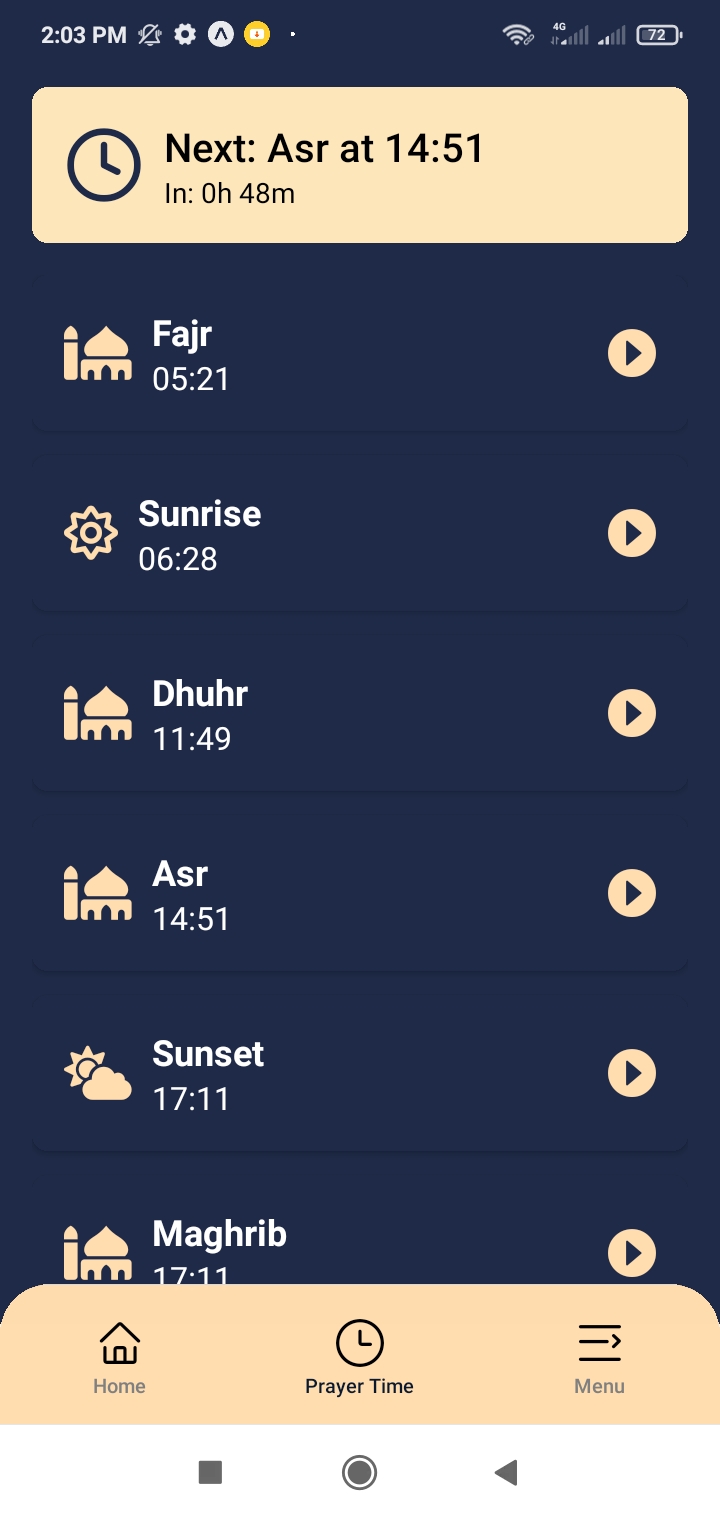 2:03 PM
4G
72
Next: Asr at 14:51
In: 0h 48m
Fajr
05:21
Sunrise
06:28
Dhuhr
11:49
Asr
14:51
Sunset
17:11
Maghrib
17:11
Home
Prayer Time
Menu